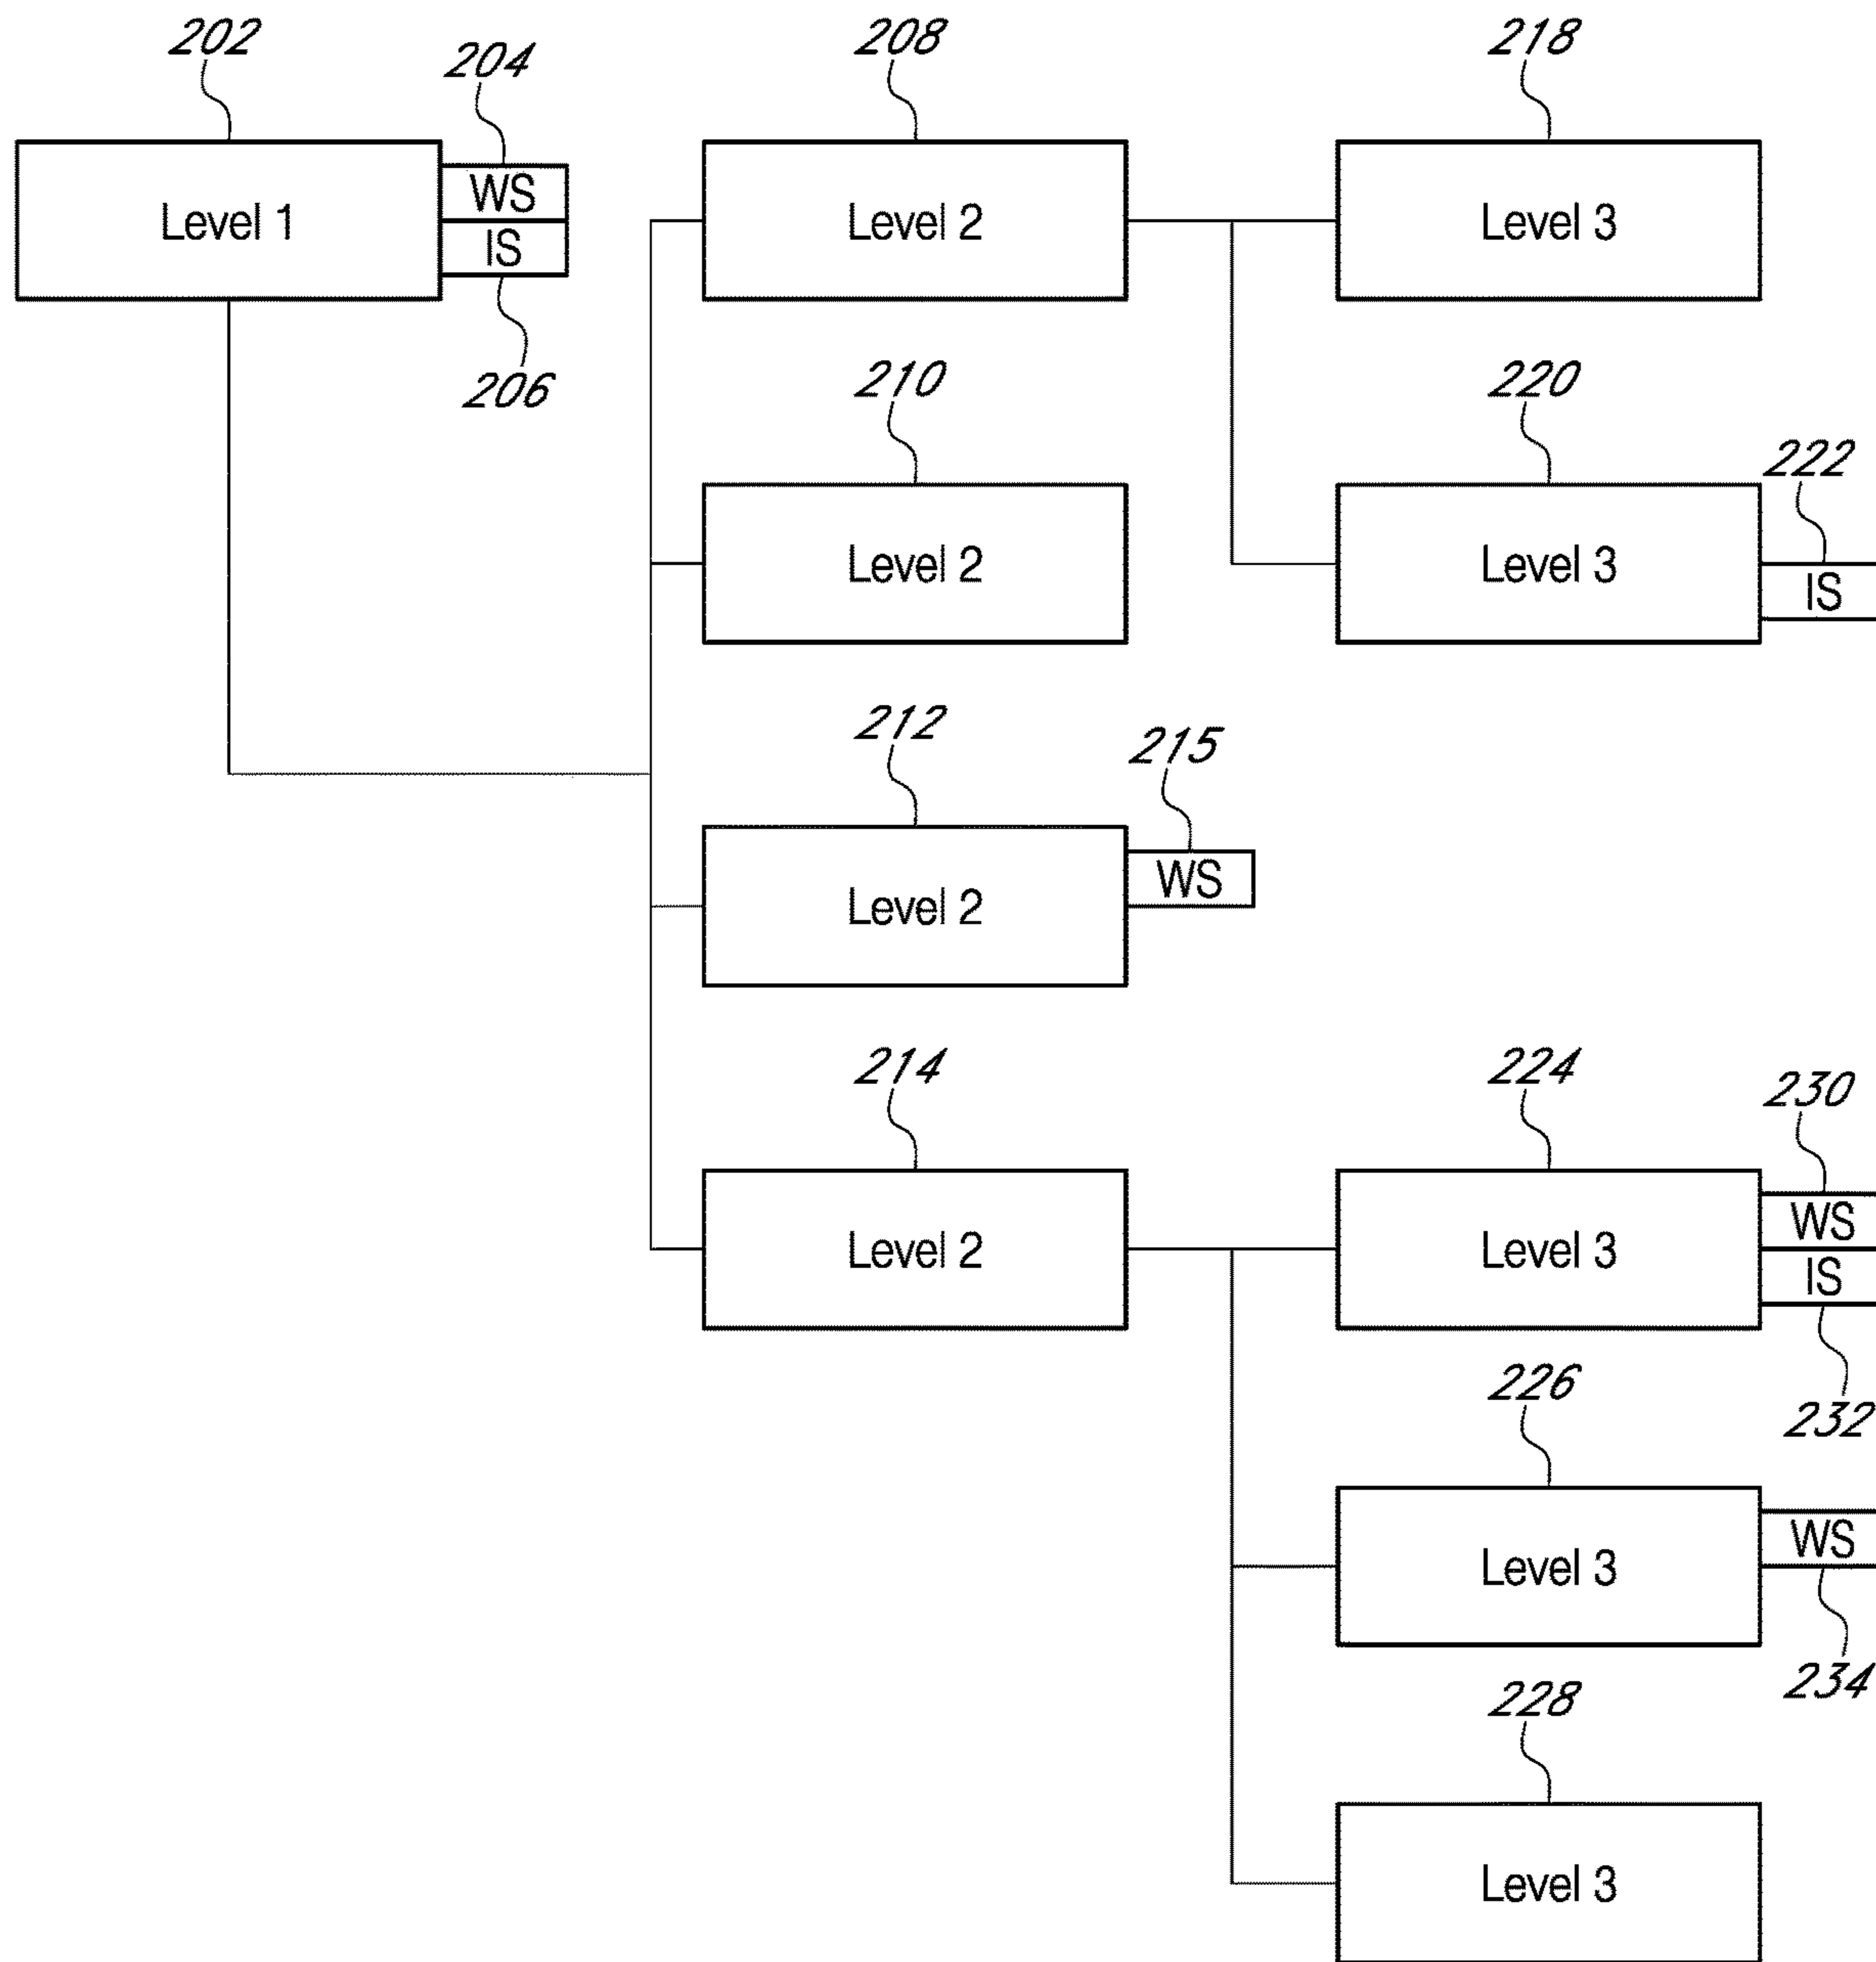 202
204
208
218
Level 1
WS
IS
Level 2
Level 3
206
210
220
222
Level 2
Level 3
IS
212
215
Level 2
WS
214
224
230
Level 2
Level 3
WS
IS
226
232
Level 3
WS
234
228
Level 3